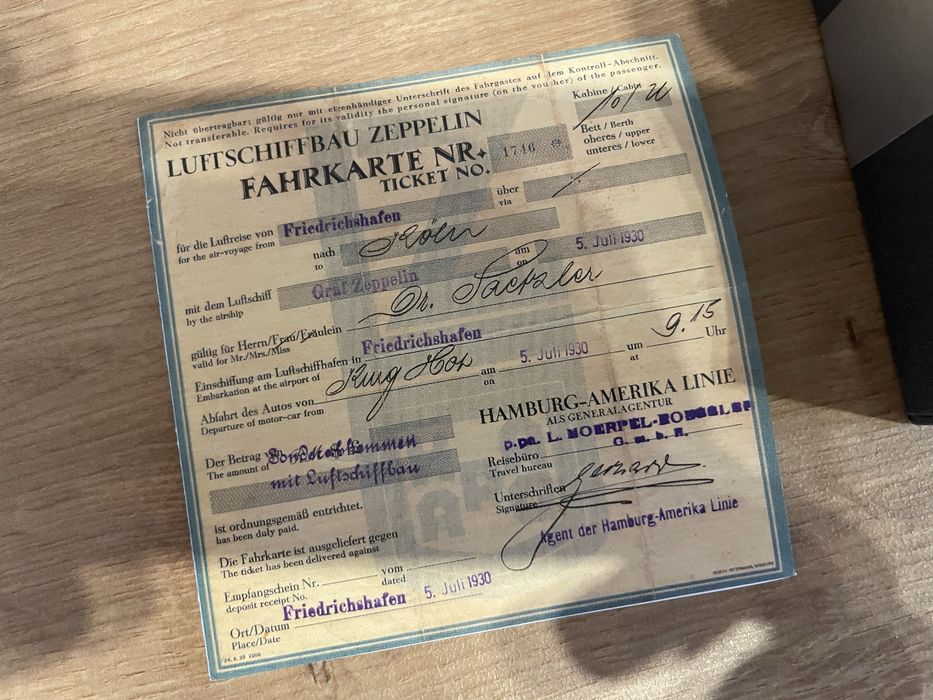 Nicht übertragbar; gültig nur mit eigenhändiger Unterschrift des Fahrgastes auf dem Kontroll-Abschnitt.
Not transferable. Requires for its validity the personal signature (on the voucher) of the passenger.
LUFTSCHIFFBAU ZEPPELIN
Kabine / Cabin
FAHRKARTE NR. 1746
TICKET NO.
Bett / Berth
oberes / upper
unteres / lower
für die Luftreise von Friedrichshafen über
for the air-voyage from via
nach Köln
to
mit dem Luftschiff Graf Zeppelin am 5. Juli 1930
by the airship on
gültig für Herrn/Frau/Fräulein Dr.
valid for Mr./Mrs./Miss
Einschiffung am Luftschiffhafen in Friedrichshafen
Embarkation at the airport of
Abfahrt des Autos von am 5. Juli 1930 um 9.15 Uhr
Departure of motor-car from on at
HAMBURG-AMERIKA LINIE
ALS GENERALAGENTUR
Der Betrag
The amount of
mit Luftschiffbau
Reisebüro
Travel bureau
G. m. b. H.
ist ordnungsgemäß entrichtet.
has been duly paid.
Unterschriften
Signature
Agent der Hamburg-Amerika Linie
Die Fahrkarte ist ausgeliefert gegen
The ticket has been delivered against
Empfangschein Nr. vom
deposit receipt No. dated
Ort/Datum Friedrichshafen 5. Juli 1930
Place/Date